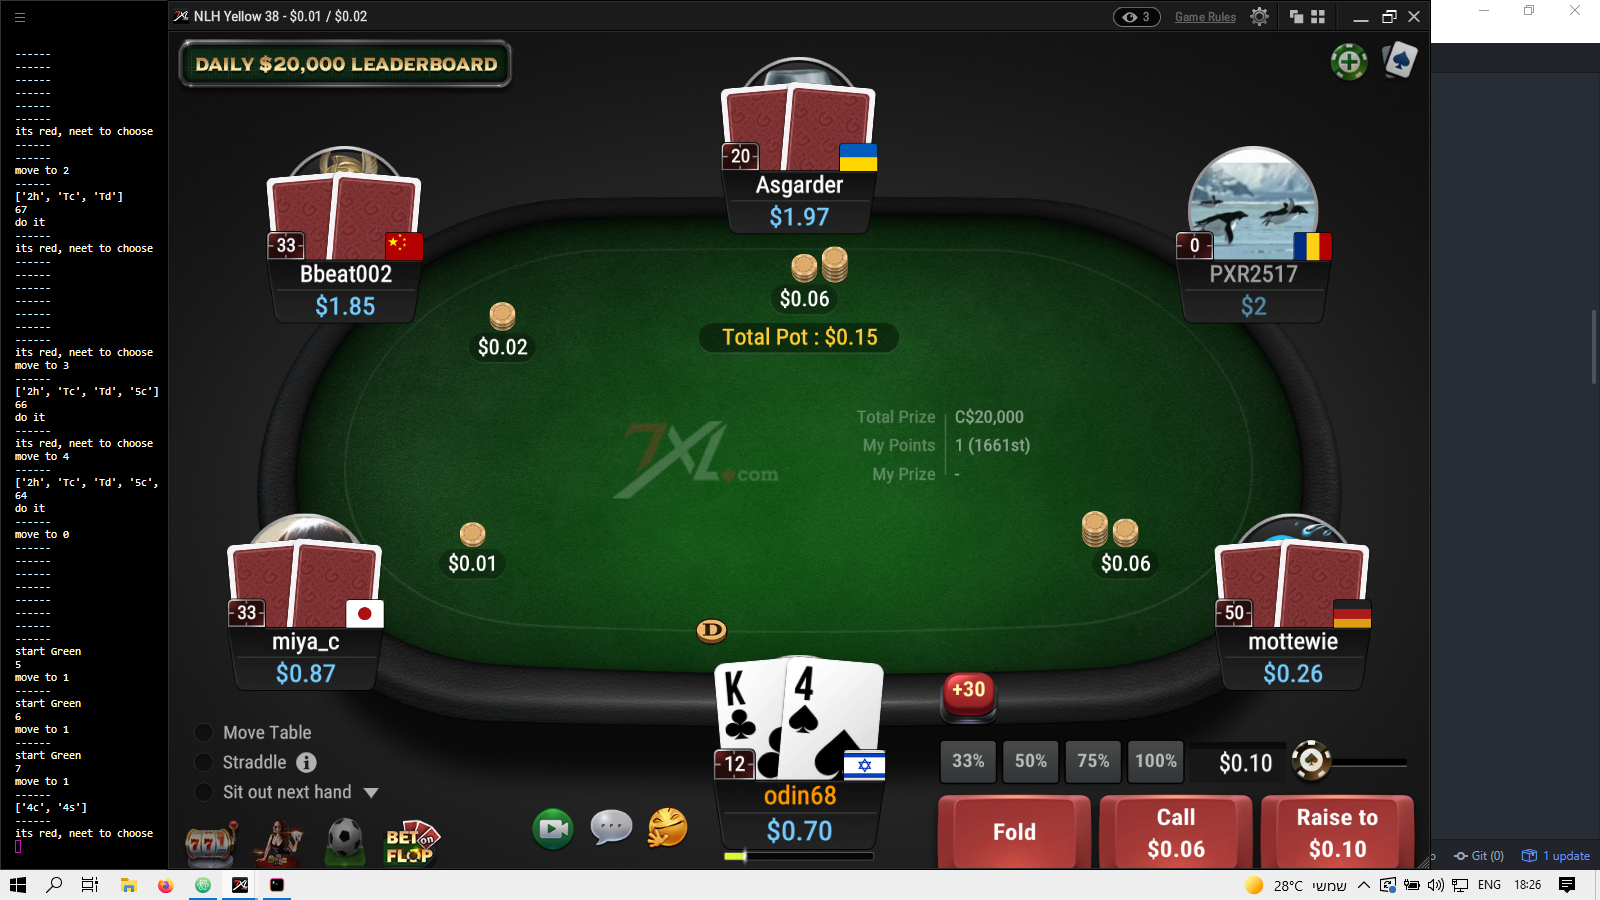 ------
------
------
------
------
------
its red, neet to choose
------
------
move to 2
------
['2h', 'Tc', 'Td']
67
do it
------
its red, neet to choose
------
------
------
------
------
------
------
its red, neet to choose
move to 3
------
['2h', 'Tc', 'Td', '5c']
66
do it
------
its red, neet to choose
move to 4
------
['2h', 'Tc', 'Td', '5c',
64
do it
------
move to 0
------
------
------
------
------
------
------
------
start Green
5
move to 1
------
start Green
6
move to 1
------
start Green
7
move to 1
------
['4c', '4s']
------
its red, neet to choose
7XL NLH Yellow 38 - $0.01 / $0.02
3
Game Rules
DAILY $20,000 LEADERBOARD
20
Asgarder
$1.97
33
Bbeat002
$1.85
0
PXR2517
$2
$0.06
$0.02
Total Pot : $0.15
Total Prize C$20,000
My Points 1 (1661st)
My Prize -
7XL.com
$0.01
$0.06
33
miya_c
$0.87
50
mottewie
$0.26
D
K 4
12
odin68
$0.70
+30
Move Table
Straddle i
Sit out next hand
777
BET on FLOP
33% 50% 75% 100% $0.10
Fold
Call
$0.06
Raise to
$0.10
Git (0) 1 update
28°C שמשי ENG 18:26